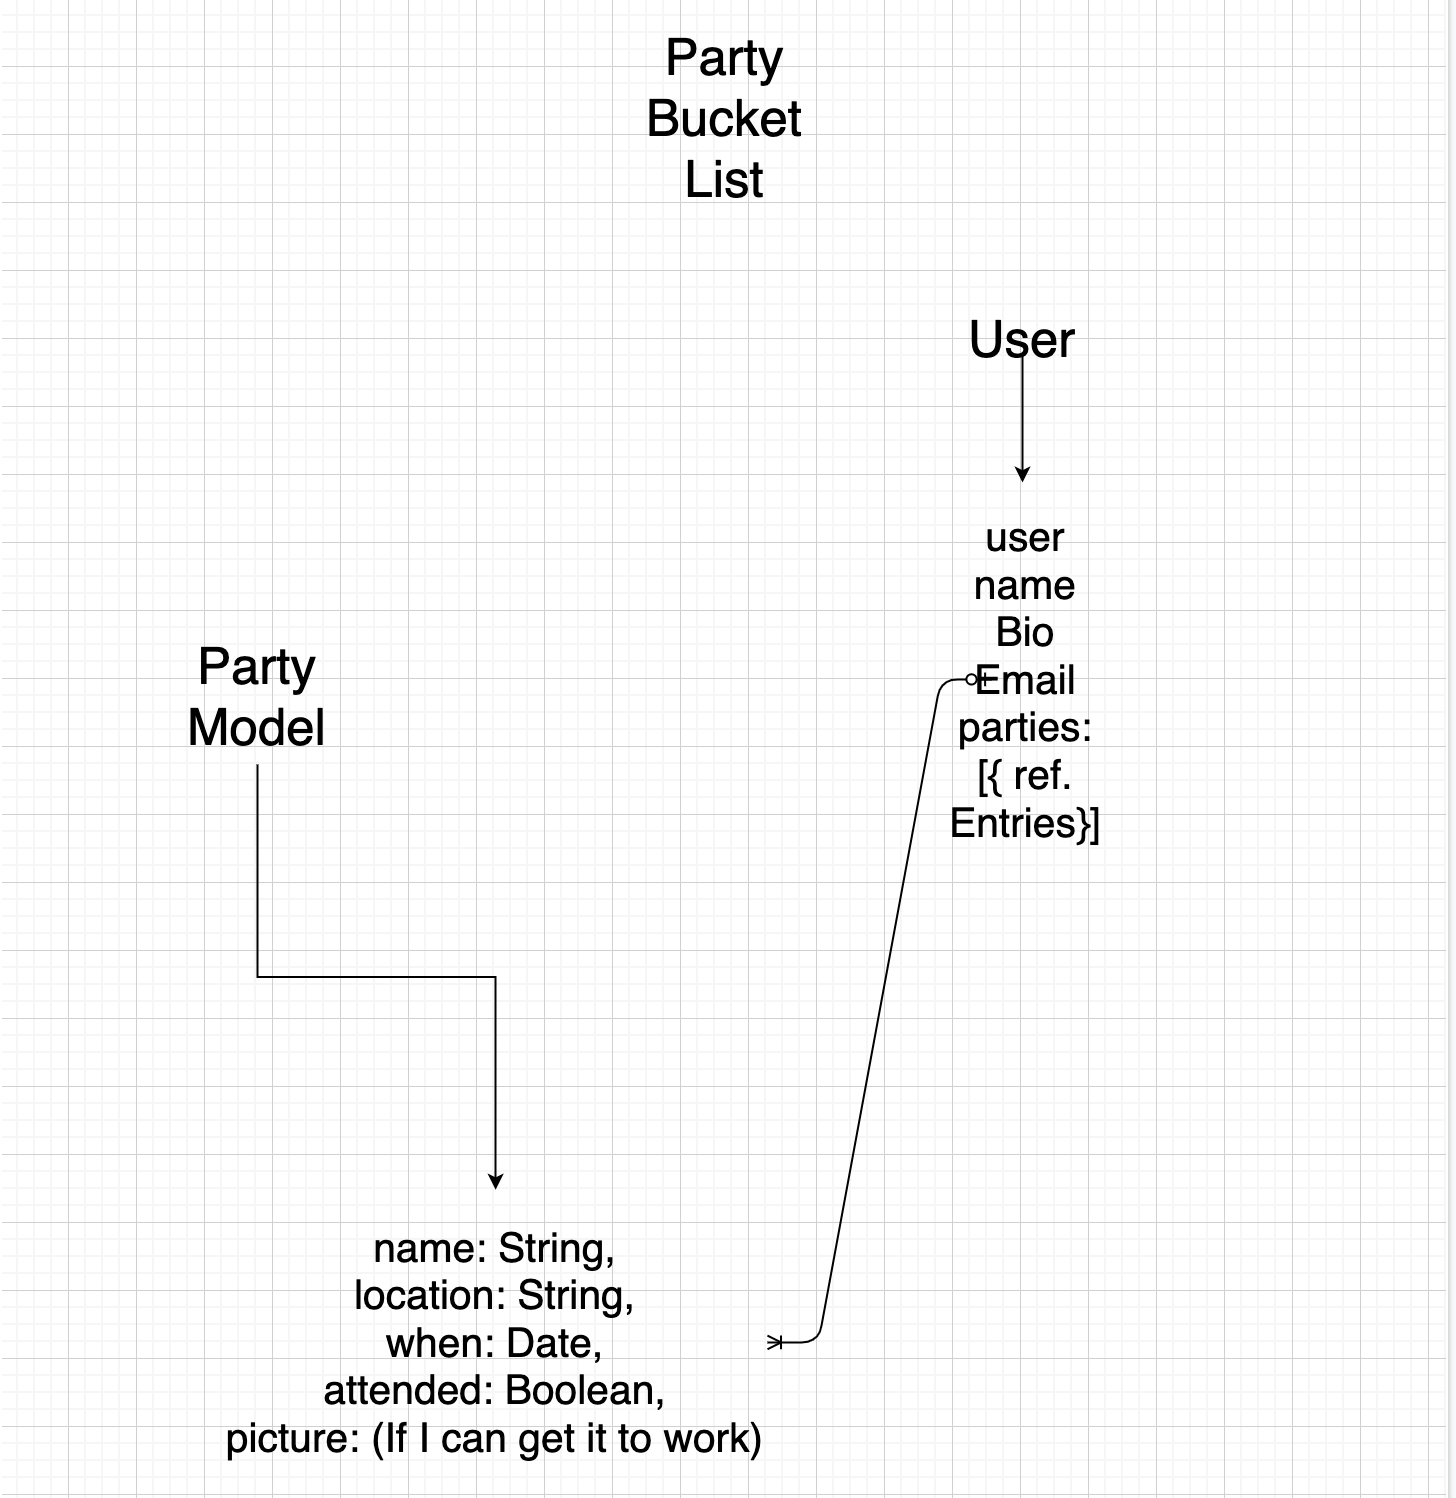 Party
Bucket
List
User
user
name
Bio
Email
parties:
[{ ref.
Entries}]
Party
Model
name: String,
location: String,
when: Date,
attended: Boolean,
picture: (If I can get it to work)